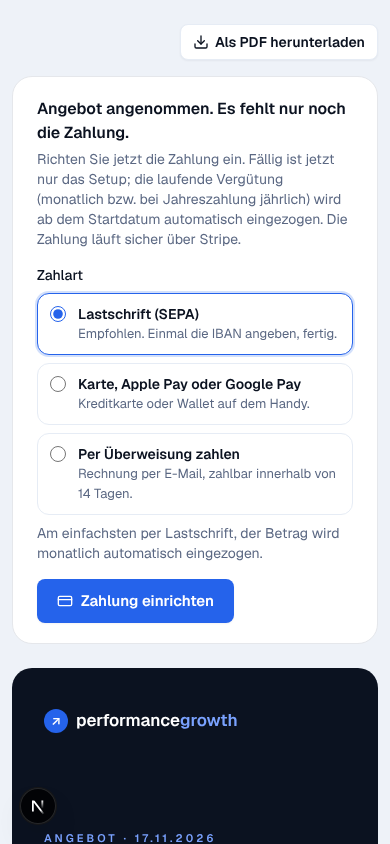 Als PDF herunterladen
Angebot angenommen. Es fehlt nur noch
die Zahlung.
Richten Sie jetzt die Zahlung ein. Fällig ist jetzt
nur das Setup; die laufende Vergütung
(monatlich bzw. bei Jahreszahlung jährlich) wird
ab dem Startdatum automatisch eingezogen. Die
Zahlung läuft sicher über Stripe.
Zahlart
Lastschrift (SEPA)
Empfohlen. Einmal die IBAN angeben, fertig.
Karte, Apple Pay oder Google Pay
Kreditkarte oder Wallet auf dem Handy.
Per Überweisung zahlen
Rechnung per E-Mail, zahlbar innerhalb von
14 Tagen.
Am einfachsten per Lastschrift, der Betrag wird
monatlich automatisch eingezogen.
Zahlung einrichten
performancegrowth
N
ANGEBOT · 17.11.2026